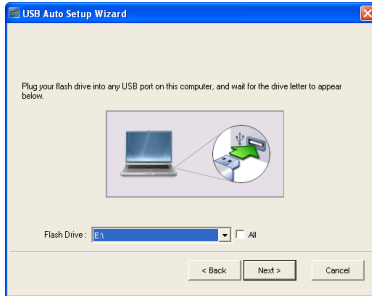 USB Auto Setup Wizard
Plug your flash drive into any USB port on this computer, and wait for the drive letter to appear
below.
Flash Drive : E:\
All
< Back
Next >
Cancel